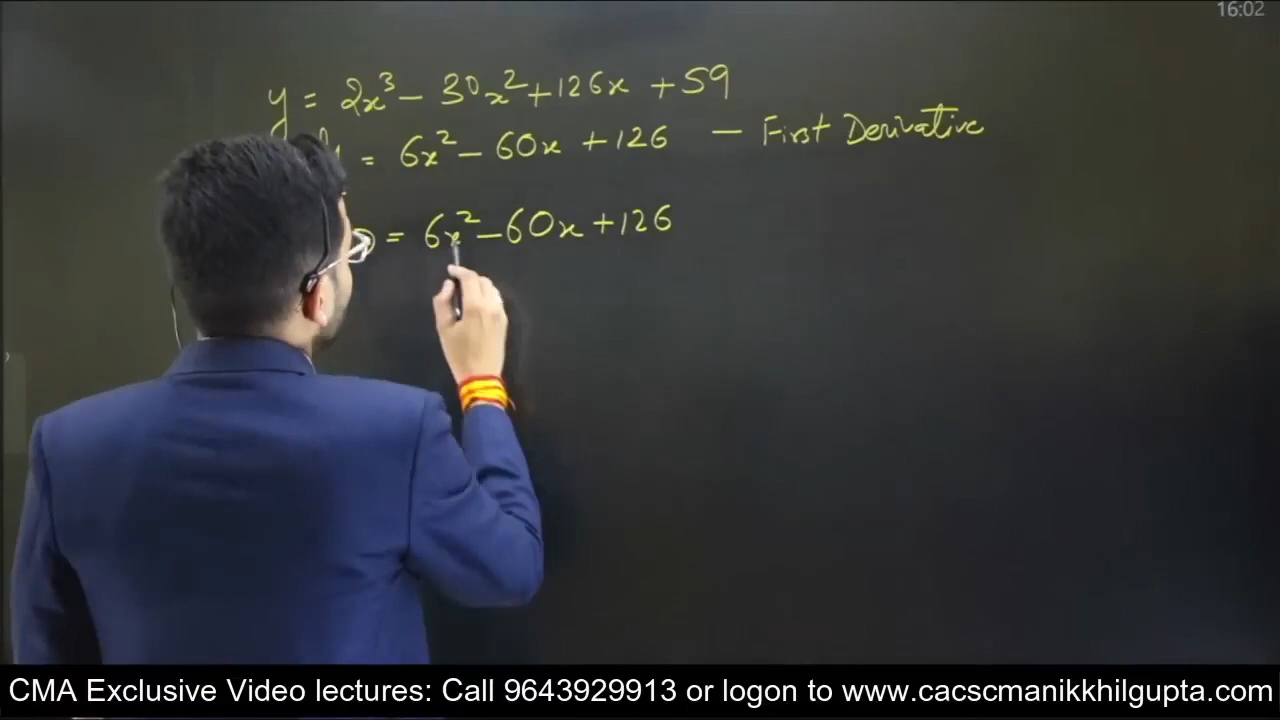 16:02
y = 2x³ - 30x² + 126x + 59
= 6x² - 60x + 126 - First Derivative
0 = 6x² - 60x + 126
CMA Exclusive Video lectures: Call 9643929913 or logon to www.cacscmanikkhilgupta.com